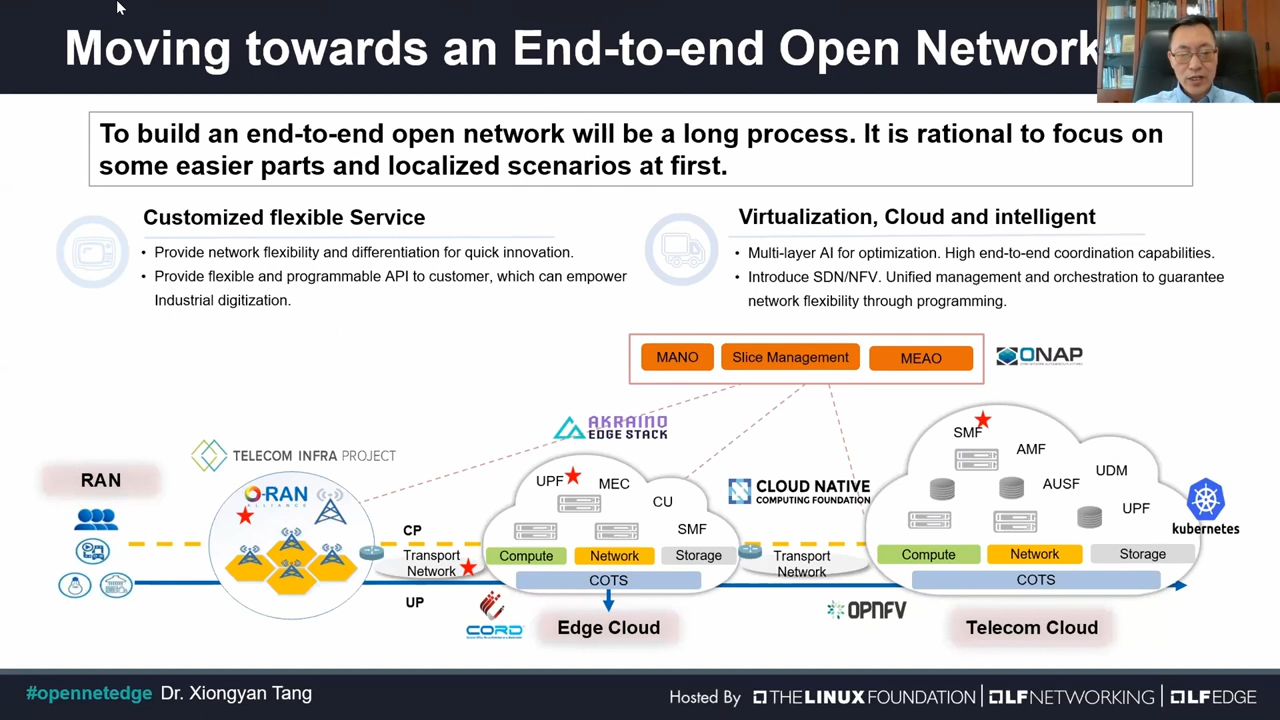 Moving towards an End-to-end Open Network
To build an end-to-end open network will be a long process. It is rational to focus on
some easier parts and localized scenarios at first.
Customized flexible Service
• Provide network flexibility and differentiation for quick innovation.
• Provide flexible and programmable API to customer, which can empower
Industrial digitization.
Virtualization, Cloud and intelligent
• Multi-layer AI for optimization. High end-to-end coordination capabilities.
• Introduce SDN/NFV. Unified management and orchestration to guarantee
network flexibility through programming.
MANO
Slice Management
MEAO
ONAP
RAN
TELECOM INFRA PROJECT
O-RAN
ALLIANCE
CP
Transport
Network
UP
AKRAINO
EDGE STACK
UPF
MEC
CU
SMF
Compute
Network
Storage
COTS
CORD
Edge Cloud
CLOUD NATIVE
COMPUTING FOUNDATION
Transport
Network
OPNFV
SMF
AMF
UDM
AUSF
UPF
Compute
Network
Storage
COTS
kubernetes
Telecom Cloud
#opennetedge Dr. Xiongyan Tang
Hosted By THE LINUX FOUNDATION | LF NETWORKING | LF EDGE